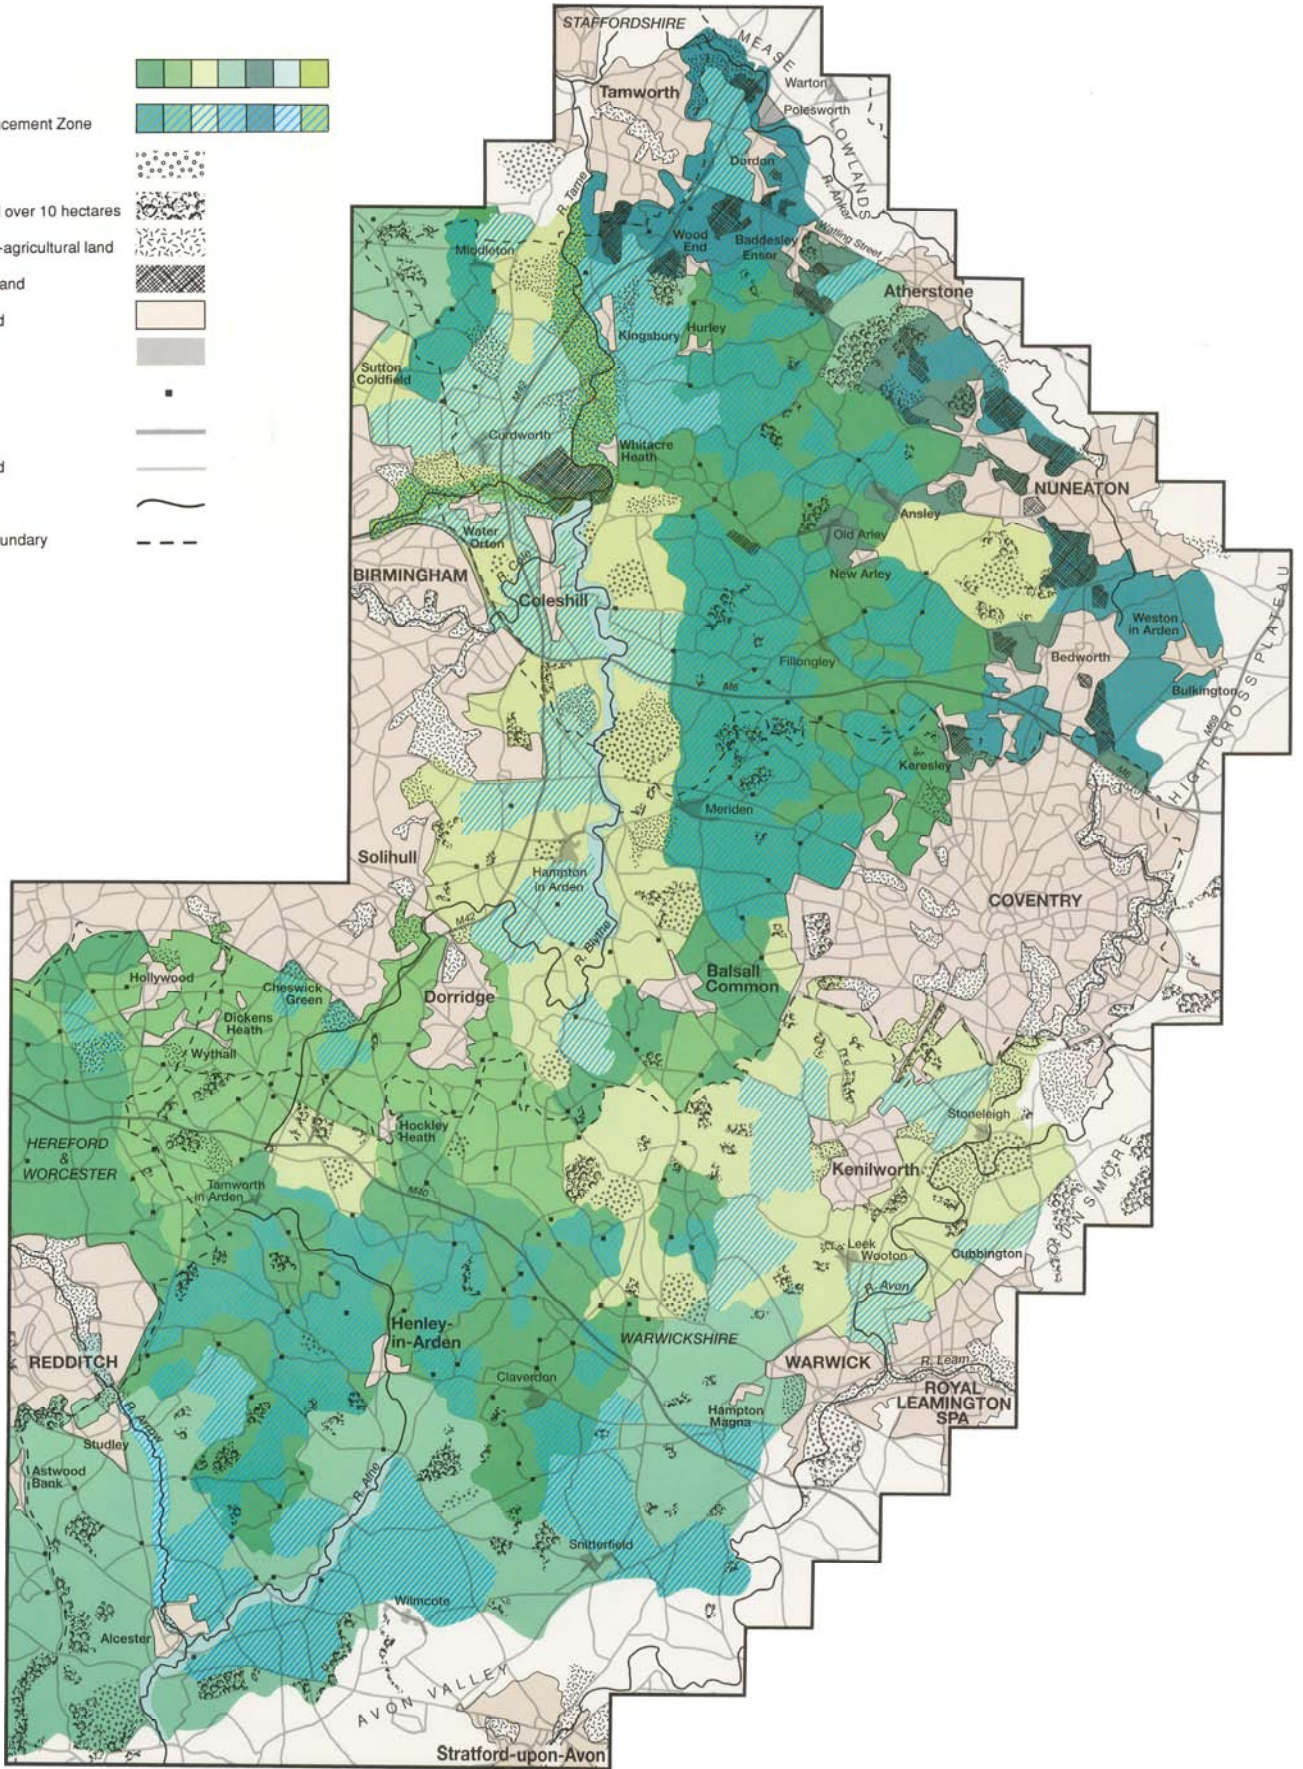 cement Zone
over 10 hectares
-agricultural land
and
d
d
undary
STAFFORDSHIRE
MEASE
LOWLANDS
Tamworth
Warton
Polesworth
Dordon
R. Tame
R. Anker
Watling Street
Middleton
Wood
End
Baddesley
Ensor
Atherstone
Kingsbury
Hurley
Sutton
Coldfield
M42
Curdworth
Whitacre
Heath
NUNEATON
Ansley
Old Arley
New Arley
Water
Orton
R. Cole
BIRMINGHAM
Coleshill
Weston
in Arden
Bedworth
Bulkington
Fillongley
M6
M69
M6
HIGH CROSS PLATEAU
Keresley
Meriden
Solihull
Hampton
in Arden
M42
R. Blythe
COVENTRY
Balsall
Common
Hollywood
Cheswick
Green
Dorridge
Dickens
Heath
Wythall
Hockley
Heath
Stoneleigh
HEREFORD
&
WORCESTER
Kenilworth
Tamworth
in Arden
M40
Leek
Wooton
Cubbington
R. Avon
Henley-
in-Arden
WARWICKSHIRE
REDDITCH
WARWICK
R. Leam
ROYAL
LEAMINGTON
SPA
Claverdon
Hampton
Magna
R. Arrow
Studley
Astwood
Bank
R. Alne
Snitterfield
Wilmcote
Alcester
AVON VALLEY
Stratford-upon-Avon